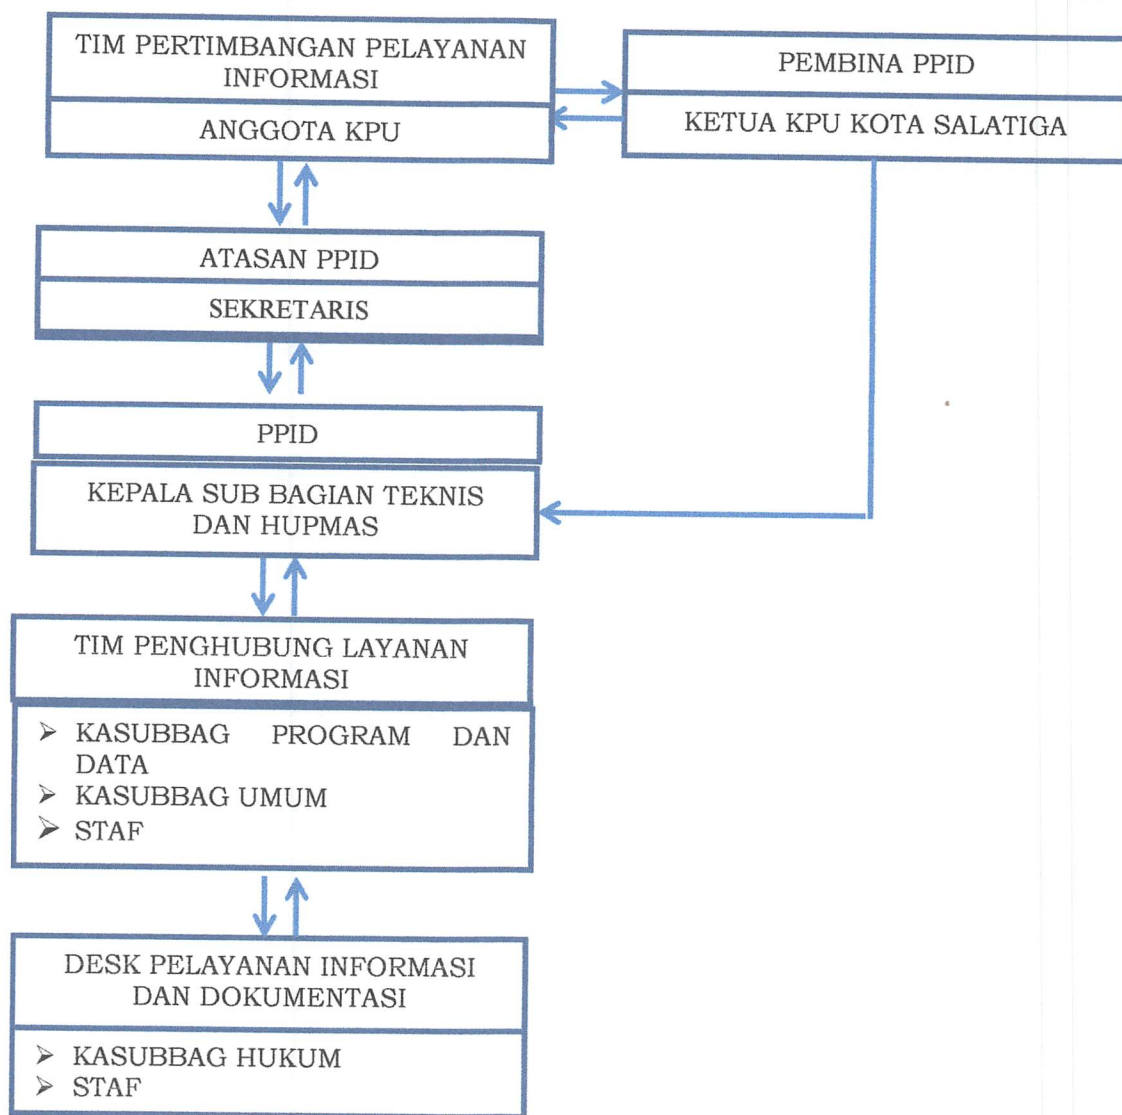 TIM PERTIMBANGAN PELAYANAN
INFORMASI
ANGGOTA KPU
PEMBINA PPID
KETUA KPU KOTA SALATIGA
ATASAN PPID
SEKRETARIS
PPID
KEPALA SUB BAGIAN TEKNIS
DAN HUPMAS
TIM PENGHUBUNG LAYANAN
INFORMASI
➢ KASUBBAG PROGRAM DAN
DATA
➢ KASUBBAG UMUM
➢ STAF
DESK PELAYANAN INFORMASI
DAN DOKUMENTASI
➢ KASUBBAG HUKUM
➢ STAF